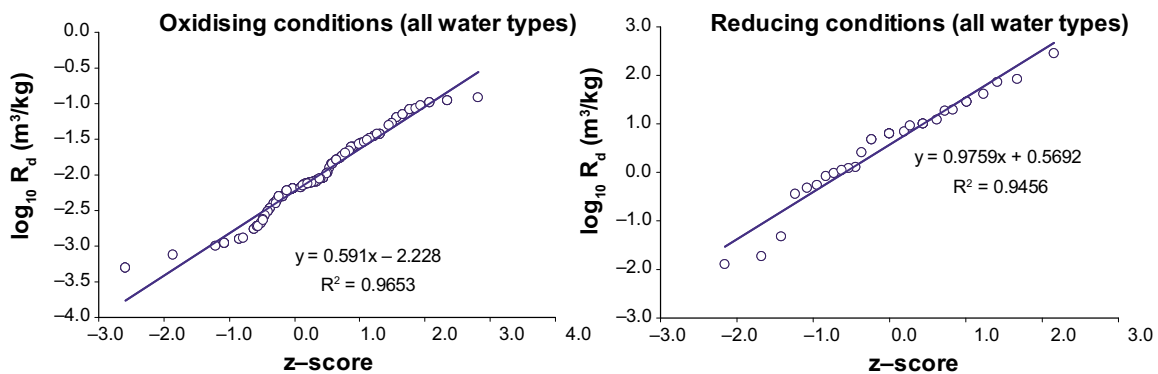 Oxidising conditions (all water types)
0.0
–0.5
–1.0
–1.5
–2.0
–2.5
–3.0
–3.5
–4.0
log10 Rd (m3/kg)
y = 0.591x – 2.228
R2 = 0.9653
–3.0 –2.0 –1.0 0.0 1.0 2.0 3.0 4.0
z–score
Reducing conditions (all water types)
3.0
2.0
1.0
0.0
–1.0
–2.0
–3.0
log10 Rd (m3/kg)
y = 0.9759x + 0.5692
R2 = 0.9456
–3.0 –2.0 –1.0 0.0 1.0 2.0 3.0
z–score